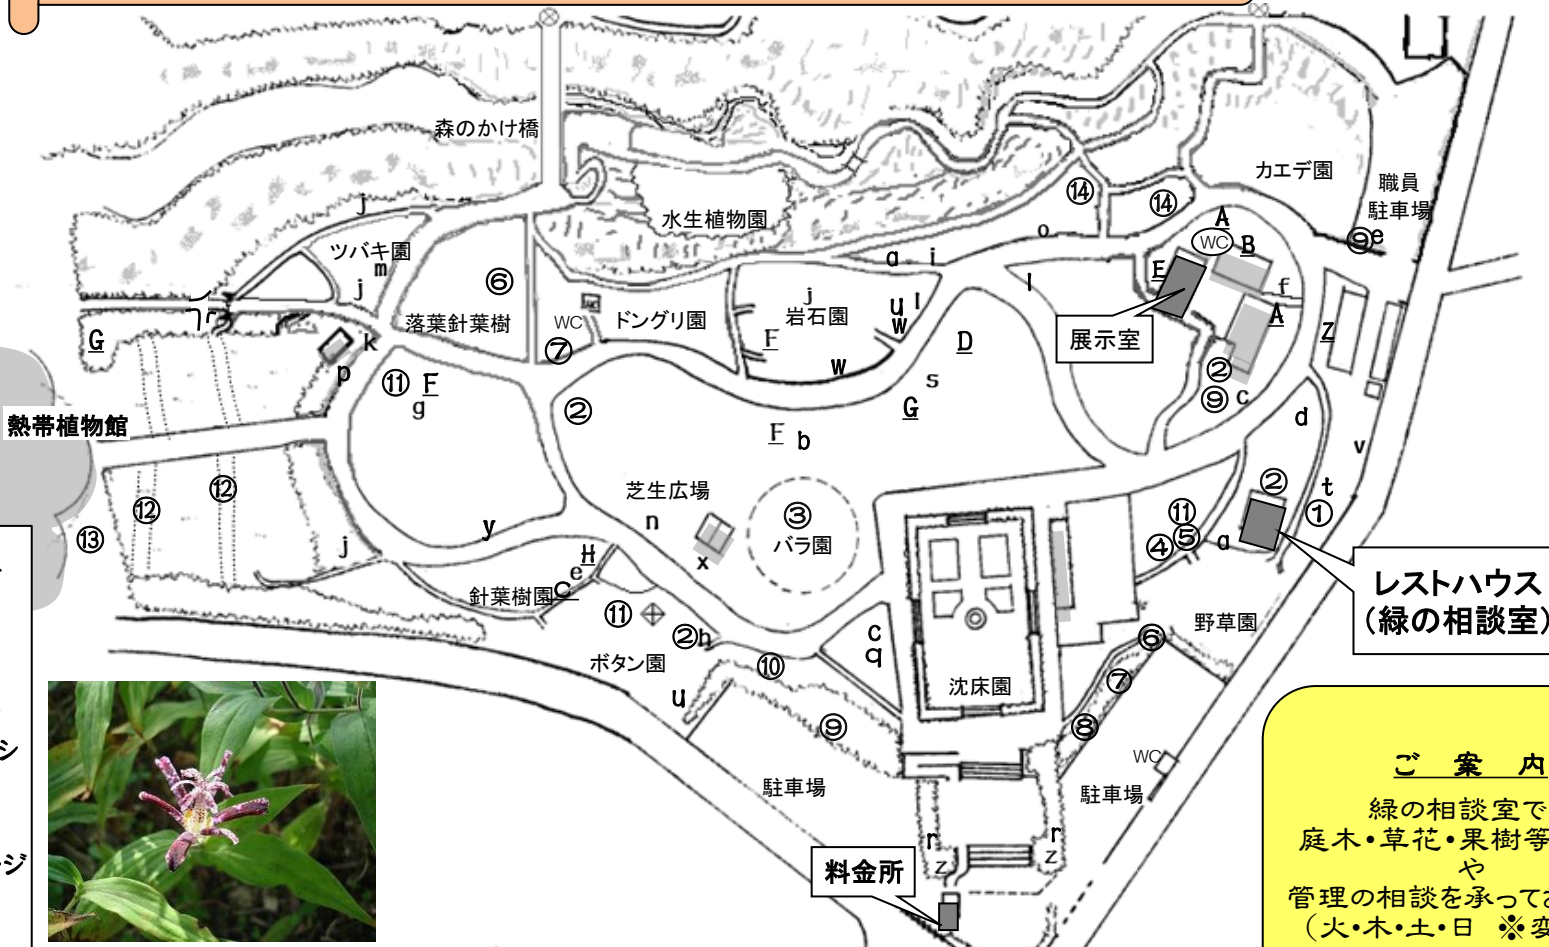 森のかけ橋
カエデ園
職員
駐車場
水生植物園
⑭
⑭
j
ツバキ園
m
j
⑥
o
a i
A
WC
B
⑨e
E
l
f
A
Z
G
落葉針葉樹
WC
⑦
ドングリ園
j
岩石園
F
u l
w
w
D
s
G
展示室
k
p
⑪ F
g
②
F b
②
⑨ c
d
v
熱帯植物館
⑫
⑫
⑬
j
y
芝生広場
n
x
③
バラ園
②
t
①
⑪
⑤
④
a
レストハウス
(緑の相談室)
H
e
C
針葉樹園
⑪
②h
ボタン園
⑩
u
⑨
c
q
沈床園
野草園
⑥
⑦
⑧
WC
駐車場
駐車場
r
z
r
z
料金所
シ
ジ
ご 案 内
緑の相談室で
庭木・草花・果樹等
や
管理の相談を承ってお
(火・木・土・日 ※変